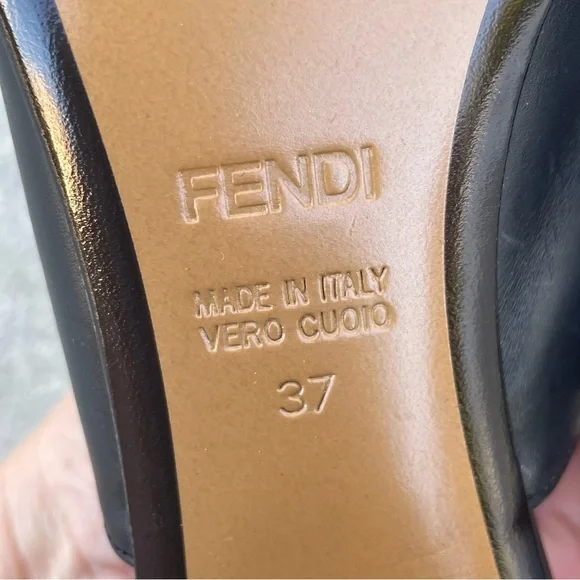 FENDI
MADE IN ITALY
VERO CUOIO
37